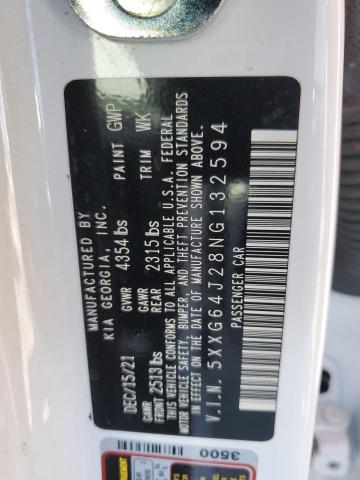 MANUFACTURED BY
KIA GEORGIA, INC.
DEC/15/21 GVWR 4354 lbs PAINT GWP
GAWR GAWR
FRONT 2513 lbs REAR 2315 lbs TRIM WK
THIS VEHICLE CONFORMS TO ALL APPLICABLE U.S.A. FEDERAL
MOTOR VEHICLE SAFETY, BUMPER, AND THEFT PREVENTION STANDARDS
IN EFFECT ON THE DATE OF MANUFACTURE SHOWN ABOVE.
V.I.N. 5XXG64J28NG132594
PASSENGER CAR
3500